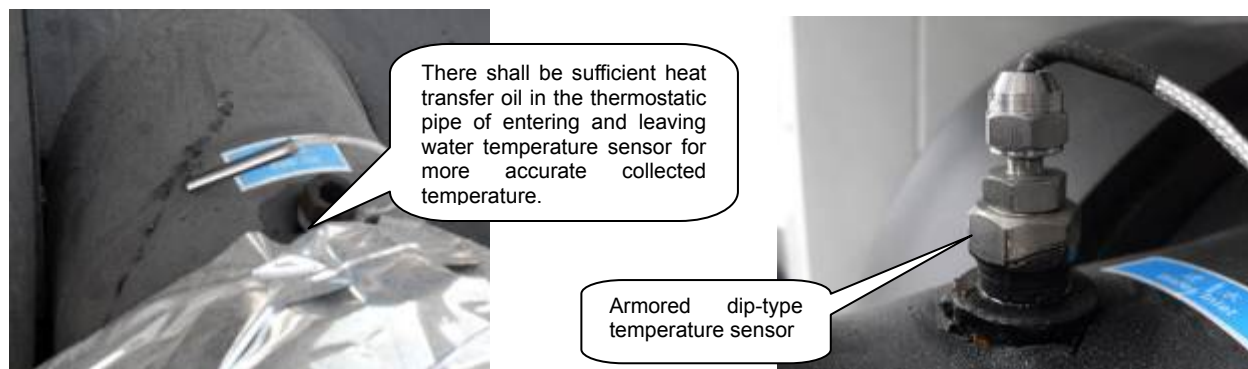 There shall be sufficient heat
transfer oil in the thermostatic
pipe of entering and leaving
water temperature sensor for
more accurate collected
temperature.
Armored dip-type
temperature sensor